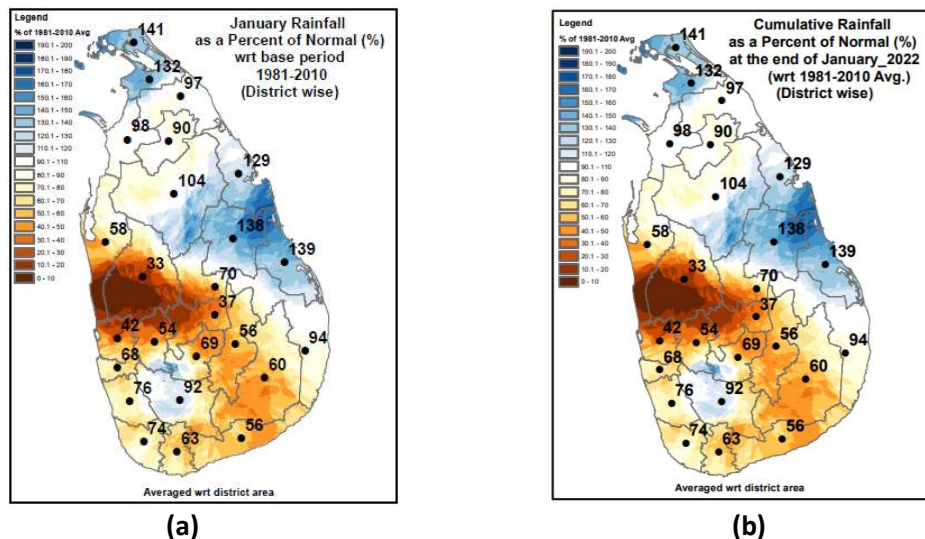 Legend
% of 1981-2010 Avg
190.1 - 200
180.1 - 190
170.1 - 180
160.1 - 170
150.1 - 160
140.1 - 150
130.1 - 140
120.1 - 130
110.1 - 120
90.1 - 110
80.1 - 90
70.1 - 80
60.1 - 70
50.1 - 60
40.1 - 50
30.1 - 40
20.1 - 30
10.1 - 20
0 - 10
January Rainfall
as a Percent of Normal (%)
wrt base period
1981-2010
(District wise)
141
132
97
98 90
129
104
138
58
139
33
70
37
42 54 56
94
68 69
60
76 92
74 63 56
Averaged wrt district area
(a)
Legend
% of 1981-2010 Avg
190.1 - 200
180.1 - 190
170.1 - 180
160.1 - 170
150.1 - 160
140.1 - 150
130.1 - 140
120.1 - 130
110.1 - 120
90.1 - 110
80.1 - 90
70.1 - 80
60.1 - 70
50.1 - 60
40.1 - 50
30.1 - 40
20.1 - 30
10.1 - 20
0 - 10
Cumulative Rainfall
as a Percent of Normal (%)
at the end of January_2022
(wrt 1981-2010 Avg.)
(District wise)
141
132
97
98 90
129
104
138
58
139
33
70
37
42 54 56
94
68 69
60
76 92
74 63 56
Averaged wrt district area
(b)